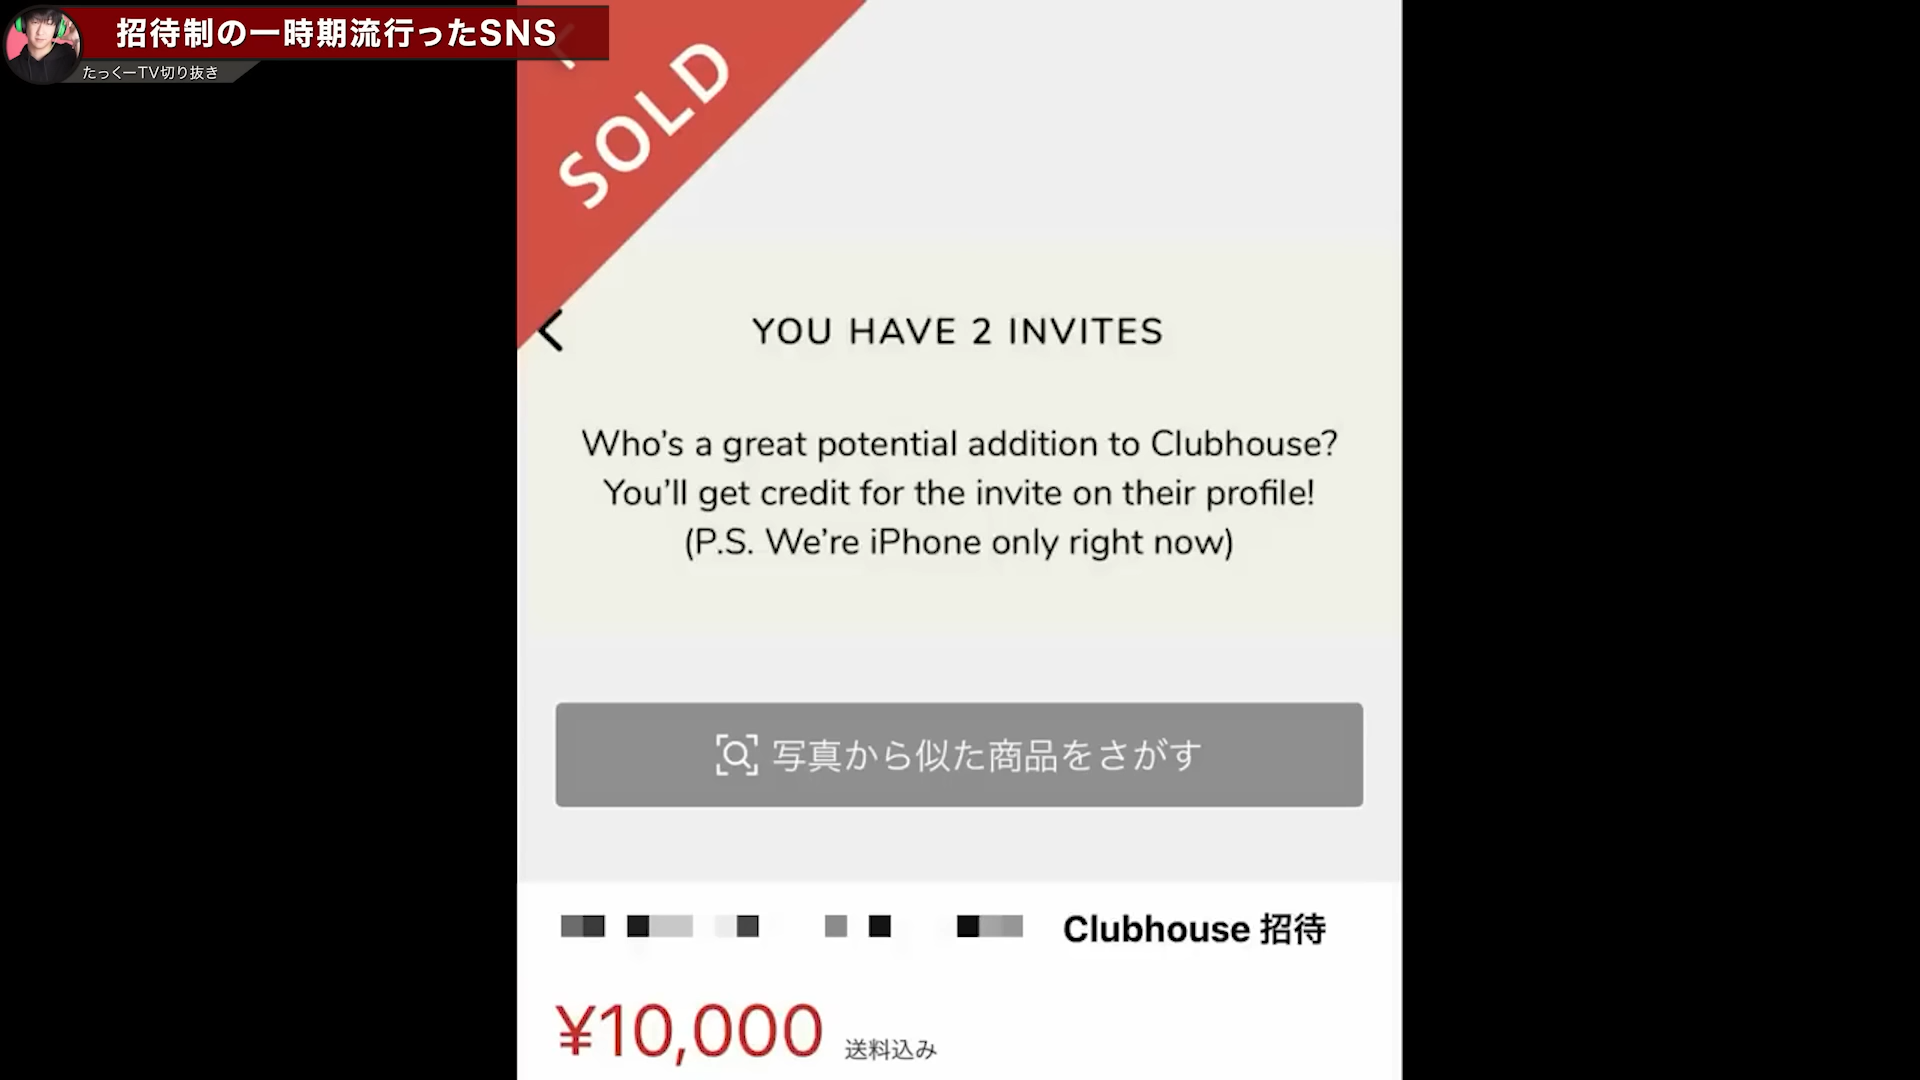 招待制の一時期流行ったSNS
たっくーTV切り抜き
SOLD
YOU HAVE 2 INVITES
Who's a great potential addition to Clubhouse?
You'll get credit for the invite on their profile!
(P.S. We're iPhone only right now)
写真から似た商品をさがす
Clubhouse 招待
¥10,000 送料込み